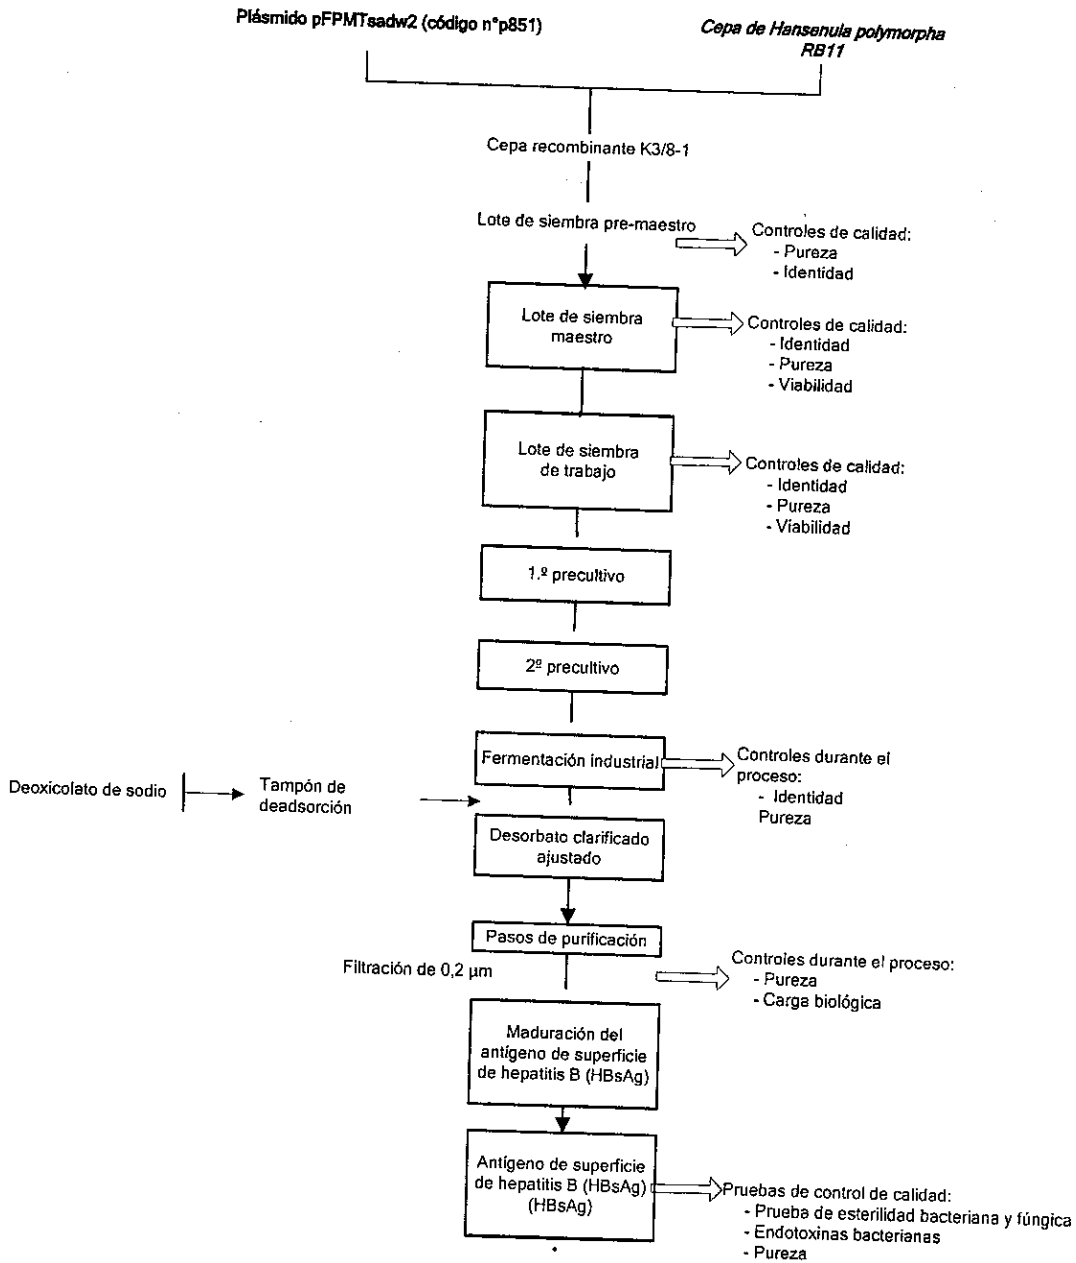 Plásmido pFPMTsadw2 (código n°p851)
Cepa de Hansenula polymorpha
RB11
Cepa recombinante K3/8-1
Lote de siembra pre-maestro
Controles de calidad:
- Pureza
- Identidad
Lote de siembra
maestro
Controles de calidad:
- Identidad
- Pureza
- Viabilidad
Lote de siembra
de trabajo
Controles de calidad:
- Identidad
- Pureza
- Viabilidad
1.º precultivo
2º precultivo
Fermentación industrial
Controles durante el
proceso:
- Identidad
Pureza
Deoxicolato de sodio
Tampón de
deadsorción
Desorbato clarificado
ajustado
Pasos de purificación
Filtración de 0,2 µm
Controles durante el proceso:
- Pureza
- Carga biológica
Maduración del
antígeno de superficie
de hepatitis B (HBsAg)
Antígeno de superficie
de hepatitis B (HBsAg)
(HBsAg)
Pruebas de control de calidad:
- Prueba de esterilidad bacteriana y fúngica
- Endotoxinas bacterianas
- Pureza